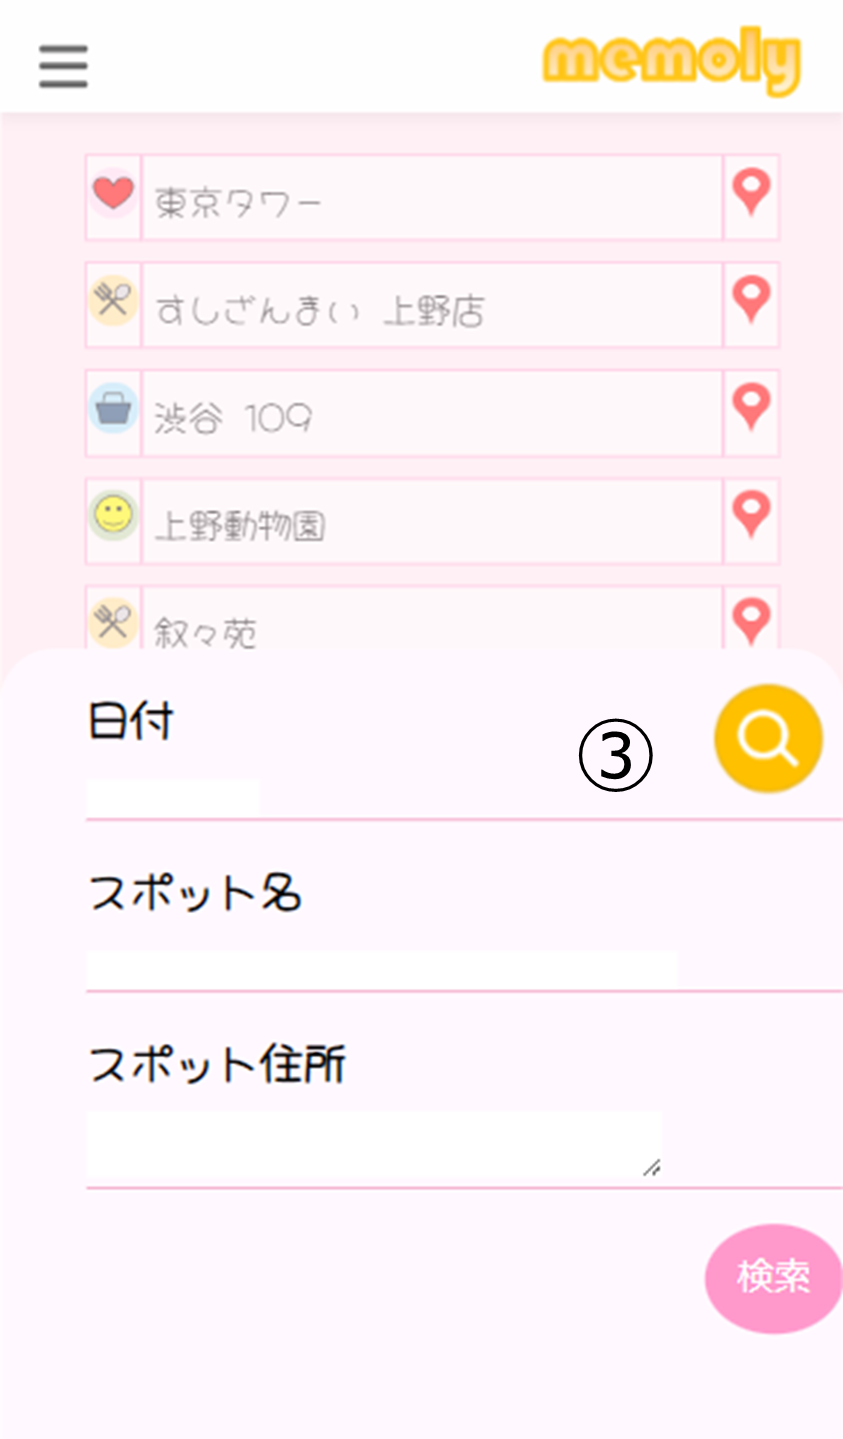 memoly
東京タワー
すしざんまい 上野店
渋谷 109
上野動物園
叙々苑
日付
③
スポット名
スポット住所
検索